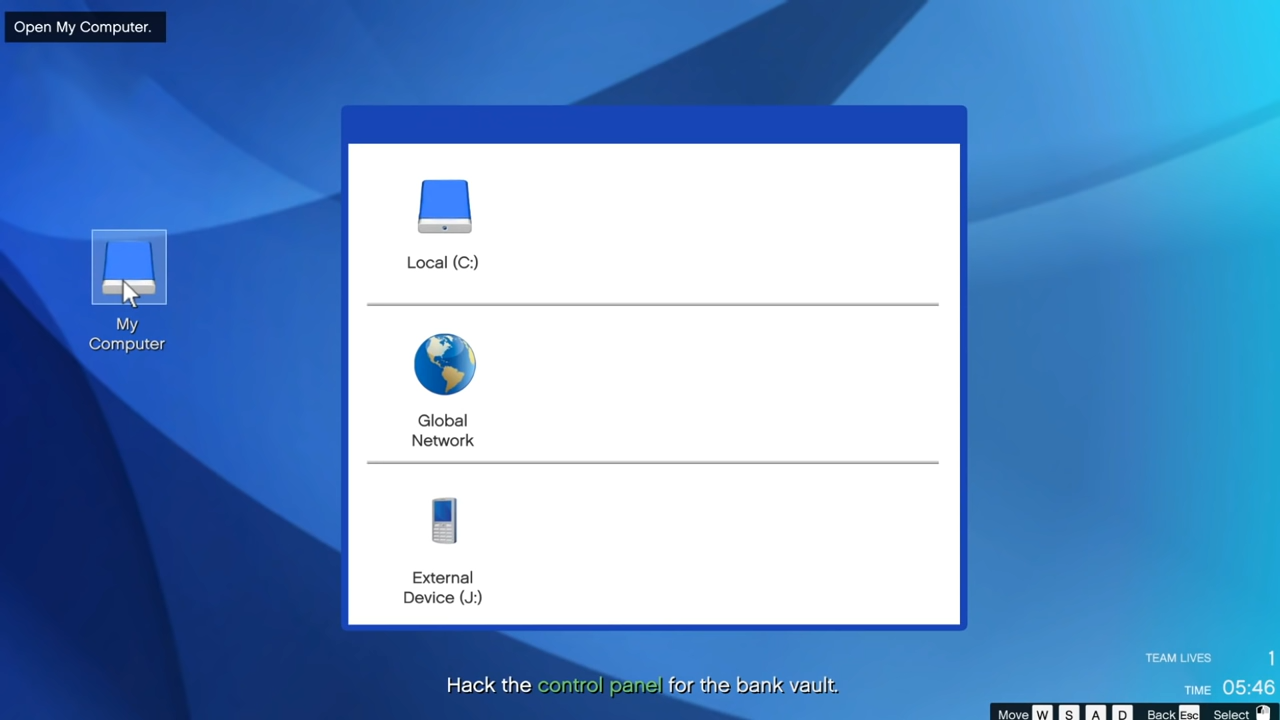 Open My Computer.
Local (C:)
My
Computer
Global
Network
External
Device (J:)
Hack the control panel for the bank vault.
TEAM LIVES 1
TIME 05:46
Move W S A D Back Esc Select